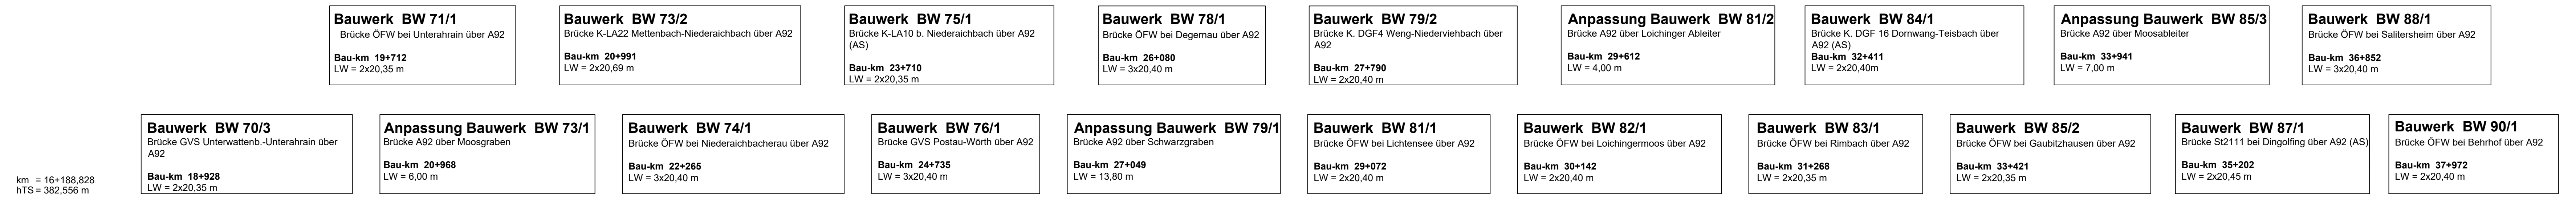 Bauwerk BW 71/1
Brücke ÖFW bei Unterahrain über A92
Bau-km 19+712
LW = 2x20,35 m
Bauwerk BW 73/2
Brücke K-LA22 Mettenbach-Niederaichbach über A92
Bau-km 20+991
LW = 2x20,69 m
Bauwerk BW 75/1
Brücke K-LA10 b. Niederaichbach über A92
(AS)
Bau-km 23+710
LW = 2x20,35 m
Bauwerk BW 78/1
Brücke ÖFW bei Degernau über A92
Bau-km 26+080
LW = 3x20,40 m
Bauwerk BW 79/2
Brücke K. DGF4 Weng-Niederviehbach über
A92
Bau-km 27+790
LW = 2x20,40 m
Anpassung Bauwerk BW 81/2
Brücke A92 über Loichinger Ableiter
Bau-km 29+612
LW = 4,00 m
Bauwerk BW 84/1
Brücke K. DGF 16 Dornwang-Teisbach über
A92 (AS)
Bau-km 32+411
LW = 2x20,40m
Anpassung Bauwerk BW 85/3
Brücke A92 über Moosableiter
Bau-km 33+941
LW = 7,00 m
Bauwerk BW 88/1
Brücke ÖFW bei Salitersheim über A92
Bau-km 36+852
LW = 3x20,40 m
km = 16+188,828
hTS = 382,556 m
Bauwerk BW 70/3
Brücke GVS Unterwattenb.-Unterahrain über
A92
Bau-km 18+928
LW = 2x20,35 m
Anpassung Bauwerk BW 73/1
Brücke A92 über Moosgraben
Bau-km 20+968
LW = 6,00 m
Bauwerk BW 74/1
Brücke ÖFW bei Niederaichbacherau über A92
Bau-km 22+265
LW = 3x20,40 m
Bauwerk BW 76/1
Brücke GVS Postau-Wörth über A92
Bau-km 24+735
LW = 3x20,40 m
Anpassung Bauwerk BW 79/1
Brücke A92 über Schwarzgraben
Bau-km 27+049
LW = 13,80 m
Bauwerk BW 81/1
Brücke ÖFW bei Lichtensee über A92
Bau-km 29+072
LW = 2x20,40 m
Bauwerk BW 82/1
Brücke ÖFW bei Loichingermoos über A92
Bau-km 30+142
LW = 2x20,40 m
Bauwerk BW 83/1
Brücke ÖFW bei Rimbach über A92
Bau-km 31+268
LW = 2x20,35 m
Bauwerk BW 85/2
Brücke ÖFW bei Gaubitzhausen über A92
Bau-km 33+421
LW = 2x20,35 m
Bauwerk BW 87/1
Brücke St2111 bei Dingolfing über A92 (AS)
Bau-km 35+202
LW = 2x20,45 m
Bauwerk BW 90/1
Brücke ÖFW bei Behrhof über A92
Bau-km 37+972
LW = 2x20,40 m